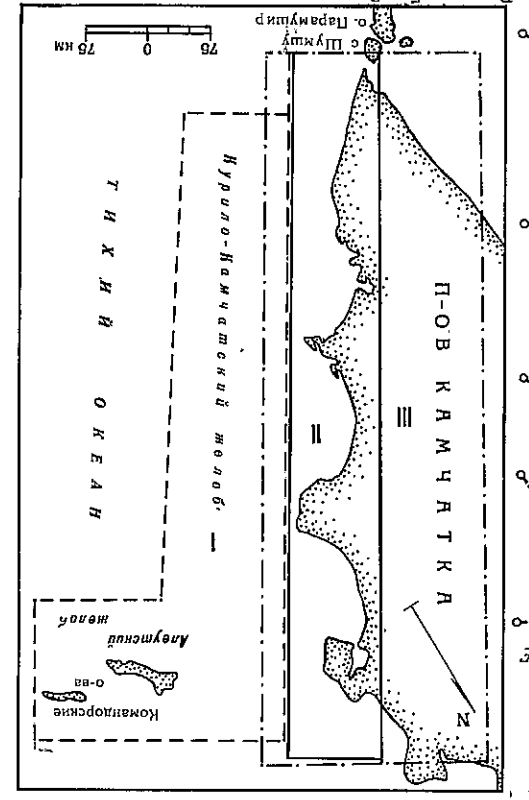 N
П-ОВ КАМЧАТКА
III
II
I
Курило-Камчатский желоб
ТИХИЙ ОКЕАН
Командорские
о-ва
Алеутский
желоб
с Шумшу
о. Парамушир
75 0 75 км